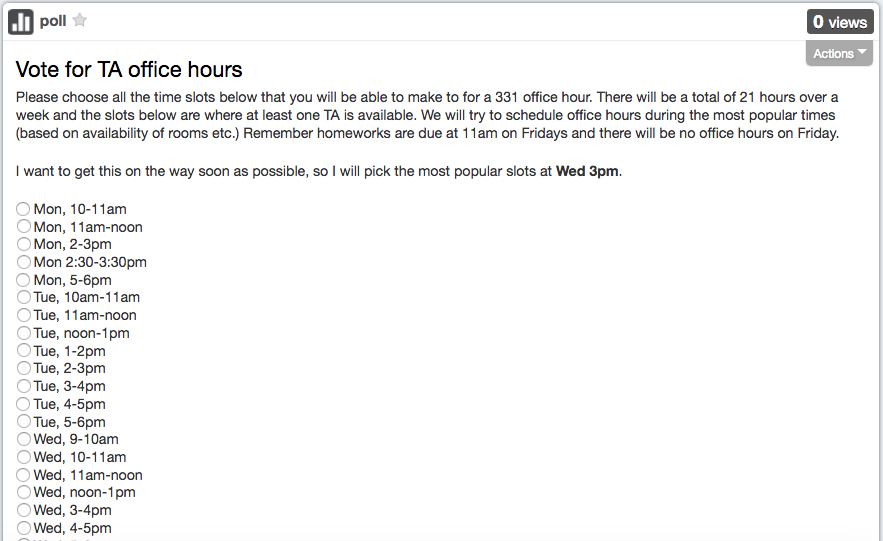 poll
0 views
Actions
Vote for TA office hours
Please choose all the time slots below that you will be able to make to for a 331 office hour. There will be a total of 21 hours over a
week and the slots below are where at least one TA is available. We will try to schedule office hours during the most popular times
(based on availability of rooms etc.) Remember homeworks are due at 11am on Fridays and there will be no office hours on Friday.
I want to get this on the way soon as possible, so I will pick the most popular slots at Wed 3pm.
Mon, 10-11am
Mon, 11am-noon
Mon, 2-3pm
Mon 2:30-3:30pm
Mon, 5-6pm
Tue, 10am-11am
Tue, 11am-noon
Tue, noon-1pm
Tue, 1-2pm
Tue, 2-3pm
Tue, 3-4pm
Tue, 4-5pm
Tue, 5-6pm
Wed, 9-10am
Wed, 10-11am
Wed, 11am-noon
Wed, noon-1pm
Wed, 3-4pm
Wed, 4-5pm